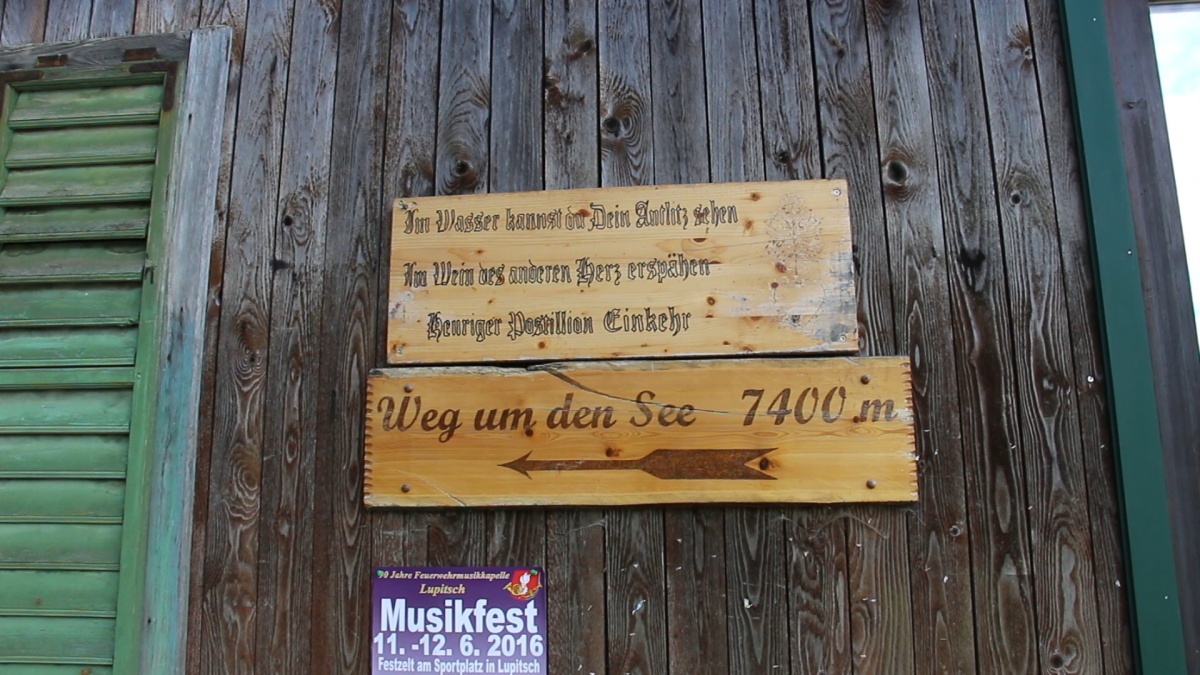 Im Wasser kannst du Dein Antlitz sehen
Im Wein des anderen Herz erspähen
Heuriger Postillion Einkehr
Weg um den See 7400.m
90 Jahre Feuerwehrmusikkapelle
Lupitsch
Musikfest
11. -12. 6. 2016
Festzelt am Sportplatz in Lupitsch